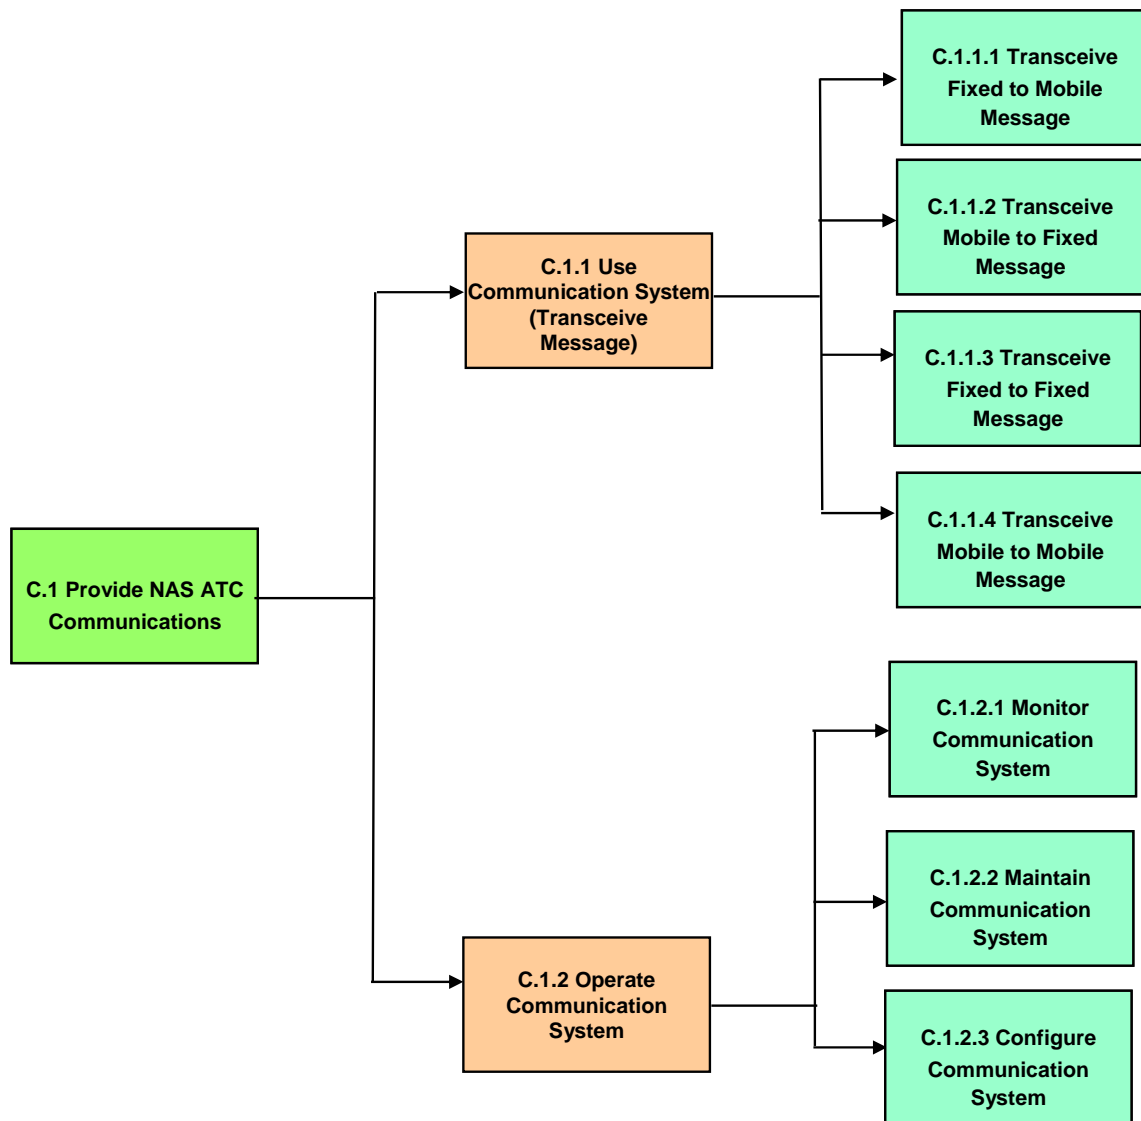 C.1.1.1 Transceive
Fixed to Mobile
Message
C.1.1.2 Transceive
Mobile to Fixed
Message
C.1.1 Use
Communication System
(Transceive
Message)
C.1.1.3 Transceive
Fixed to Fixed
Message
C.1.1.4 Transceive
Mobile to Mobile
Message
C.1 Provide NAS ATC
Communications
C.1.2.1 Monitor
Communication
System
C.1.2.2 Maintain
Communication
System
C.1.2 Operate
Communication
System
C.1.2.3 Configure
Communication
System